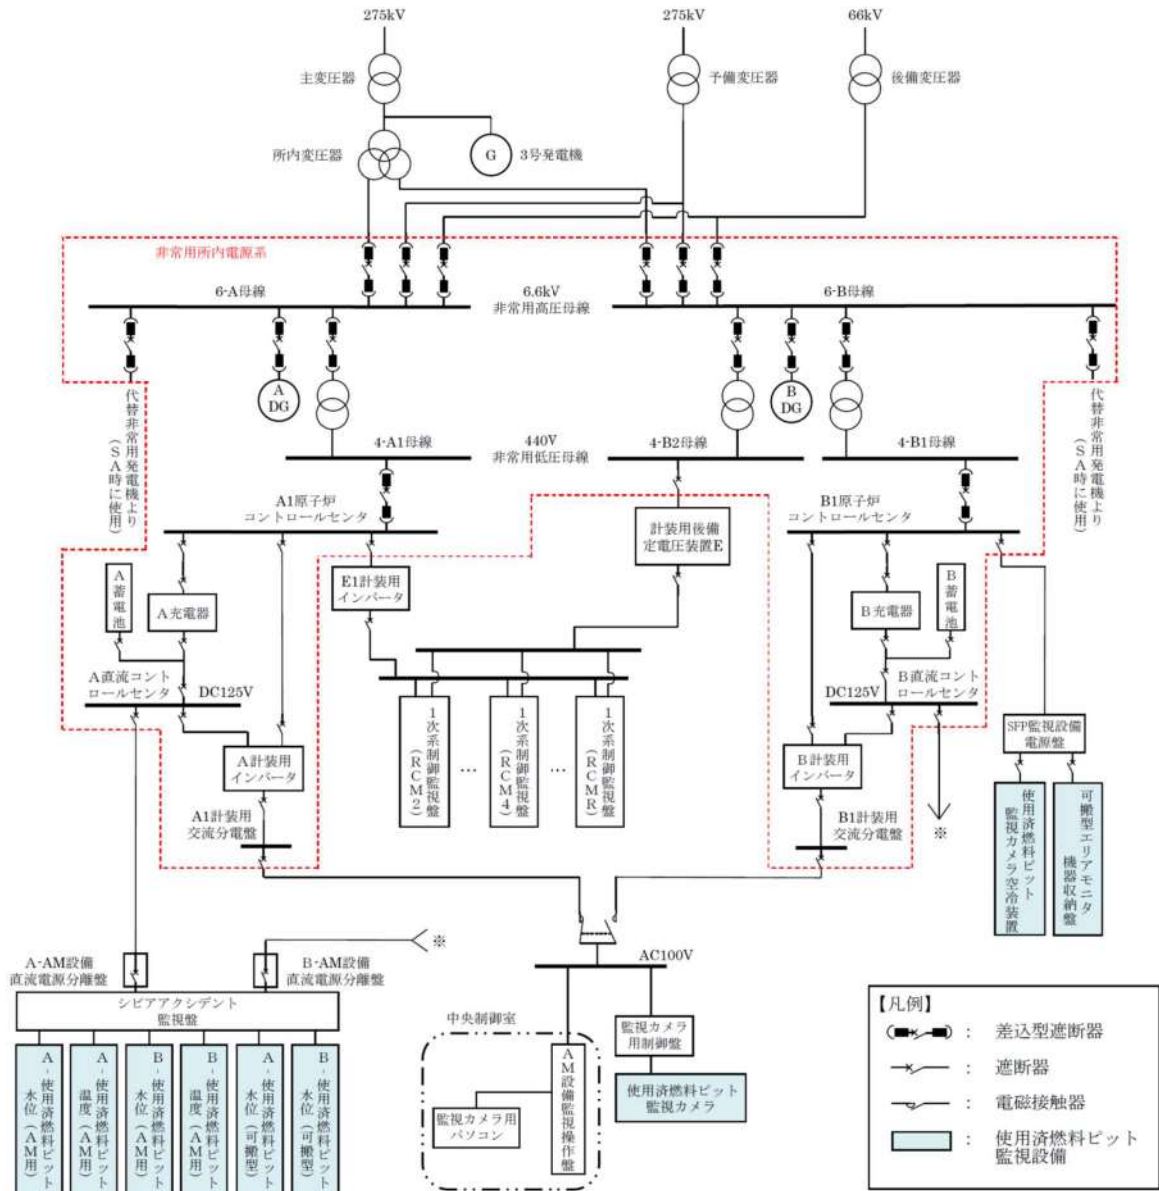 275kV
275kV
66kV
主変圧器
予備変圧器
後備変圧器
所内変圧器
G
3号発電機
非常用所内電源系
6-A母線
6.6kV
非常用高圧母線
6-B母線
A
DG
B
DG
代替非常用発電機より
(SA時に使用)
代替非常用発電機より
(SA時に使用)
4-A1母線
440V
非常用低圧母線
4-B2母線
4-B1母線
A1原子炉
コントロールセンタ
計装用後備
定電圧装置E
B1原子炉
コントロールセンタ
A蓄電池
A充電器
E1計装用
インバータ
B充電器
B蓄電池
A直流コント
ロールセンタ
DC125V
B直流コント
ロールセンタ
DC125V
1次系制御監視盤
(RCM2)
…
1次系制御監視盤
(RCM4)
…
1次系制御監視盤
(RCMR)
SFP監視設備
電源盤
A計装用
インバータ
B計装用
インバータ
A1計装用
交流分電盤
B1計装用
交流分電盤
※
使用済燃料ピット
監視カメラ空冷装置
可搬型エリアモニタ
機器収納盤
※
A-AM設備
直流電源分離盤
B-AM設備
直流電源分離盤
AC100V
シビアアクシデント
監視盤
A-使用済燃料ピット
水位(AM用)
A-使用済燃料ピット
温度(AM用)
B-使用済燃料ピット
水位(AM用)
B-使用済燃料ピット
温度(AM用)
A-使用済燃料ピット
水位(可搬型)
B-使用済燃料ピット
水位(可搬型)
中央制御室
監視カメラ用
パソコン
AM設備監視操作盤
監視カメラ
用制御盤
使用済燃料ピット
監視カメラ
【凡例】
: 差込型遮断器
: 遮断器
: 電磁接触器
: 使用済燃料ピット
監視設備